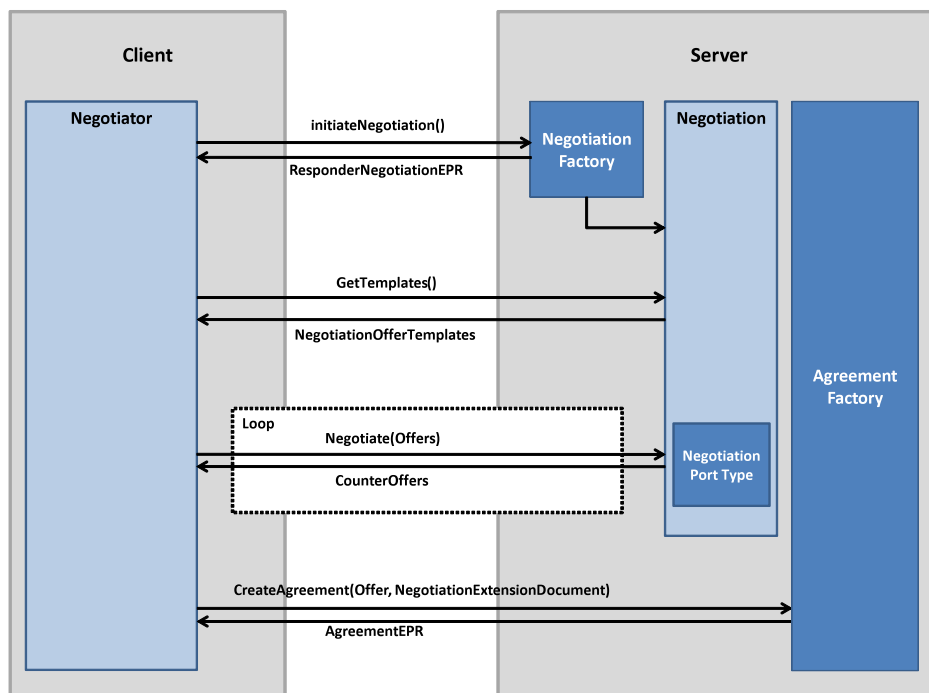 Client
Server
Negotiator
initiateNegotiation()
ResponderNegotiationEPR
Negotiation
Factory
Negotiation
GetTemplates()
NegotiationOfferTemplates
Agreement
Factory
Loop
Negotiate(Offers)
CounterOffers
Negotiation
Port Type
CreateAgreement(Offer, NegotiationExtensionDocument)
AgreementEPR